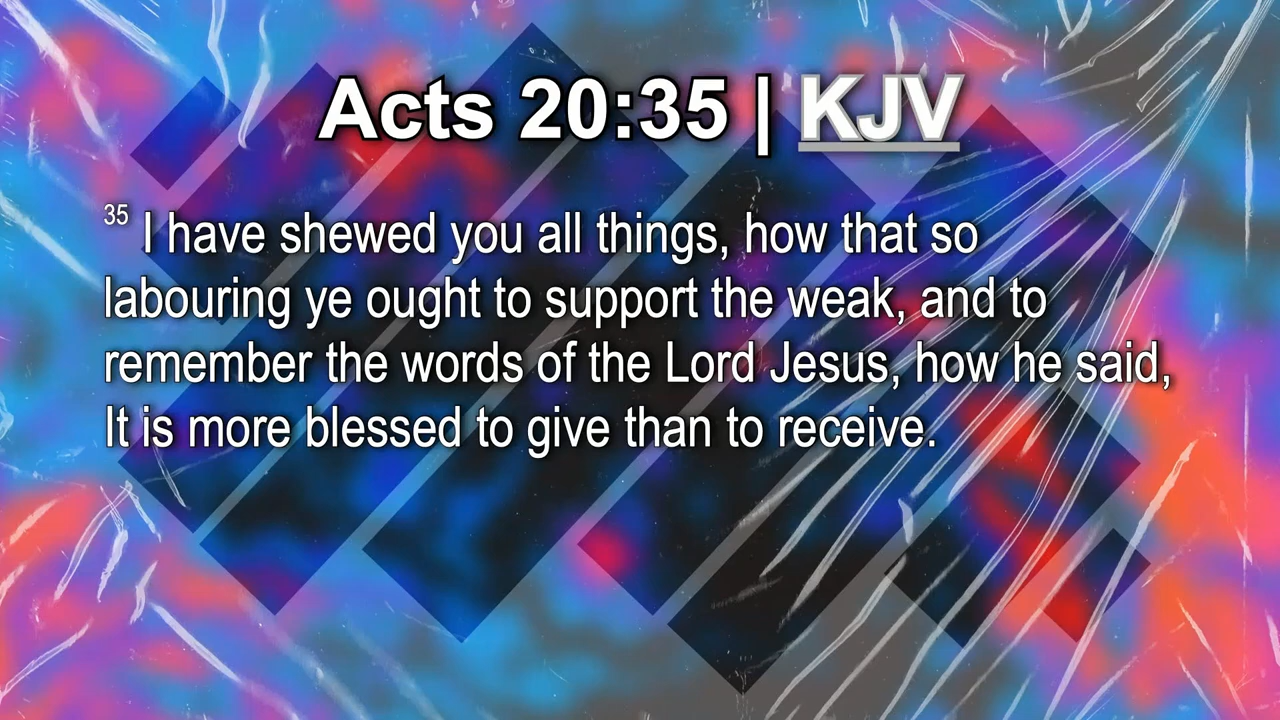 Acts 20:35 | KJV
35 I have shewed you all things, how that so
labouring ye ought to support the weak, and to
remember the words of the Lord Jesus, how he said,
It is more blessed to give than to receive.